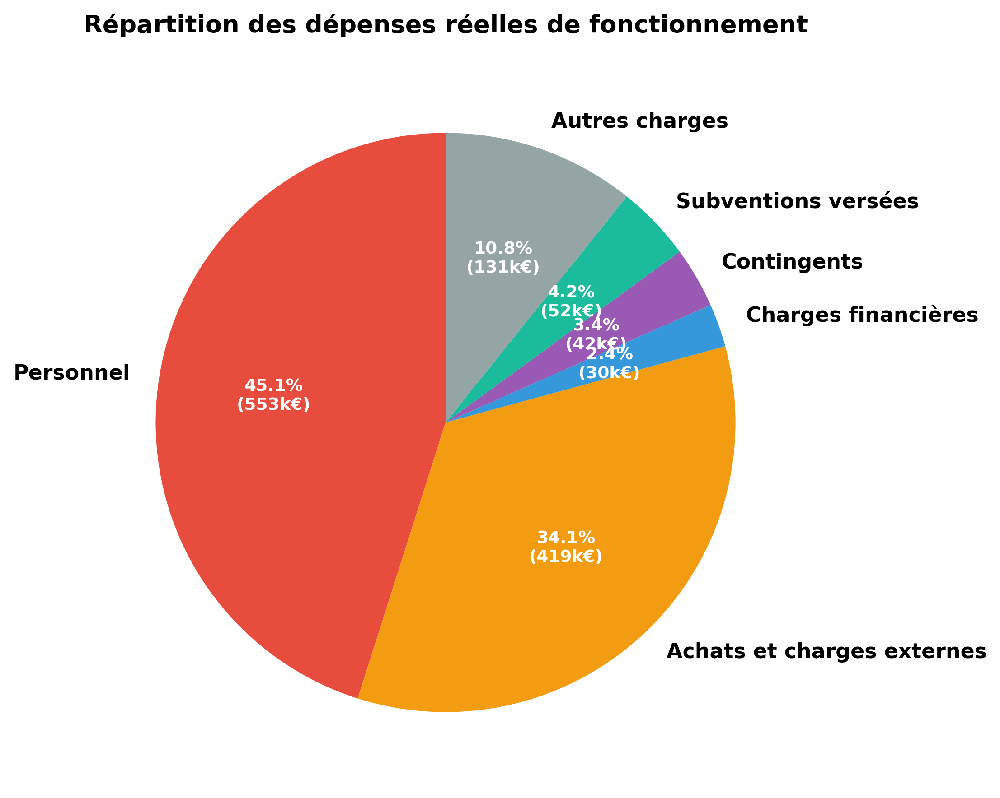 Répartition des dépenses réelles de fonctionnement
Autres charges
Subventions versées
Contingents
Charges financières
Personnel
Achats et charges externes
10.8%
(131k€)
4.2%
(52k€)
3.4%
(42k€)
2.4%
(30k€)
45.1%
(553k€)
34.1%
(419k€)